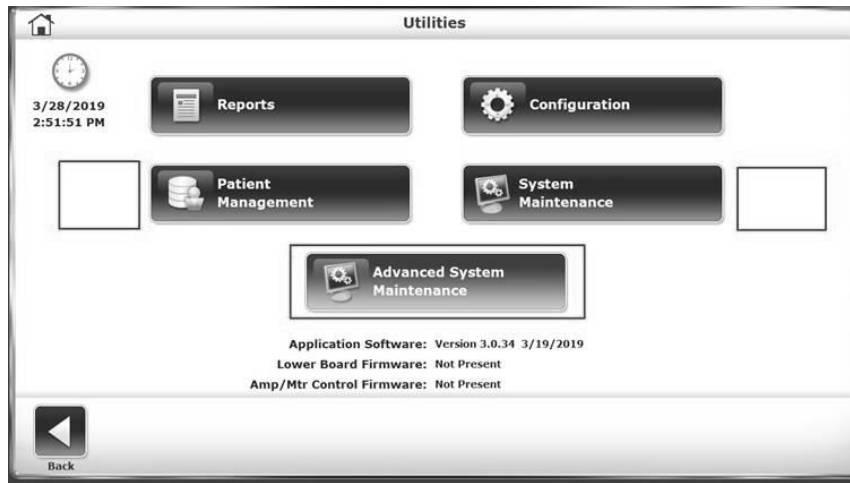 Utilities
3/28/2019
2:51:51 PM
Reports
Configuration
Patient
Management
System
Maintenance
Advanced System
Maintenance
Application Software: Version 3.0.34 3/19/2019
Lower Board Firmware: Not Present
Amp/Mtr Control Firmware: Not Present
Back